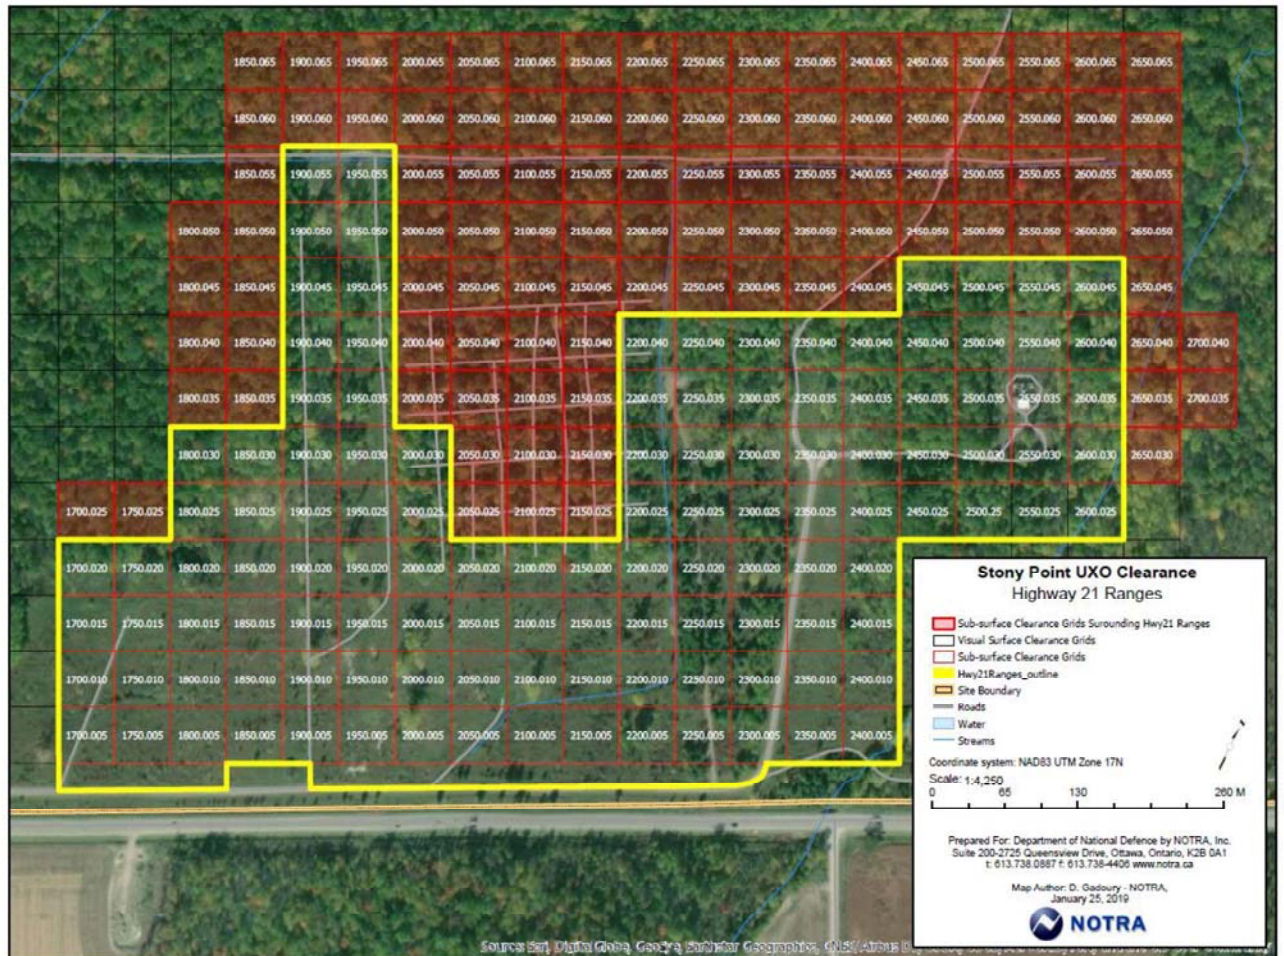 1850.065 1900.065 1950.065 2000.065 2050.065 2100.065 2150.065 2200.065 2250.065 2300.065 2350.065 2400.065 2450.065 2500.065 2550.065 2600.065 2650.065
1850.060 1900.060 1950.060 2000.060 2050.060 2100.060 2150.060 2200.060 2250.060 2300.060 2350.060 2400.060 2450.060 2500.060 2550.060 2600.060 2650.060
1850.055 1900.055 1950.055 2000.055 2050.055 2100.055 2150.055 2200.055 2250.055 2300.055 2350.055 2400.055 2450.055 2500.055 2550.055 2600.055 2650.055
1800.050 1850.050 1900.050 1950.050 2000.050 2050.050 2100.050 2150.050 2200.050 2250.050 2300.050 2350.050 2400.050 2450.050 2500.050 2550.050 2600.050 2650.050
1800.045 1850.045 1900.045 1950.045 2000.045 2050.045 2100.045 2150.045 2200.045 2250.045 2300.045 2350.045 2400.045 2450.045 2500.045 2550.045 2600.045 2650.045
1800.040 1850.040 1900.040 1950.040 2000.040 2050.040 2100.040 2150.040 2200.040 2250.040 2300.040 2350.040 2400.040 2450.040 2500.040 2550.040 2600.040 2650.040 2700.040
1800.035 1850.035 1900.035 1950.035 2000.035 2050.035 2100.035 2150.035 2200.035 2250.035 2300.035 2350.035 2400.035 2450.035 2500.035 2550.035 2600.035 2650.035 2700.035
1800.030 1850.030 1900.030 1950.030 2000.030 2050.030 2100.030 2150.030 2200.030 2250.030 2300.030 2350.030 2400.030 2450.030 2500.030 2550.030 2600.030 2650.030
1700.025 1750.025 1800.025 1850.025 1900.025 1950.025 2000.025 2050.025 2100.025 2150.025 2200.025 2250.025 2300.025 2350.025 2400.025 2450.025 2500.25 2550.025 2600.025
1700.020 1750.020 1800.020 1850.020 1900.020 1950.020 2000.020 2050.020 2100.020 2150.020 2200.020 2250.020 2300.020 2350.020 2400.020
1700.015 1750.015 1800.015 1850.015 1900.015 1950.015 2000.015 2050.015 2100.015 2150.015 2200.015 2250.015 2300.015 2350.015 2400.015
1700.010 1750.010 1800.010 1850.010 1900.010 1950.010 2000.010 2050.010 2100.010 2150.010 2200.010 2250.010 2300.010 2350.010 2400.010
1700.005 1750.005 1800.005 1850.005 1900.005 1950.005 2000.005 2050.005 2100.005 2150.005 2200.005 2250.005 2300.005 2350.005 2400.005
Stony Point UXO Clearance
Highway 21 Ranges
Sub-surface Clearance Grids Surounding Hwy21 Ranges
Visual Surface Clearance Grids
Sub-surface Clearance Grids
Hwy21Ranges_outline
Site Boundary
Roads
Water
Streams
Coordinate system: NAD83 UTM Zone 17N
Scale: 1:4,250
0 65 130 260 M
Prepared For: Department of National Defence by NOTRA, Inc.
Suite 200-2725 Queensview Drive, Ottawa, Ontario, K2B 0A1
t: 613.738.0887 f: 613.738-4406 www.notra.ca
Map Author: D. Gadoury - NOTRA,
January 25, 2019
NOTRA
Source: Esri, DigitalGlobe, GeoEye, Earthstar Geographics, CNES/Airbus